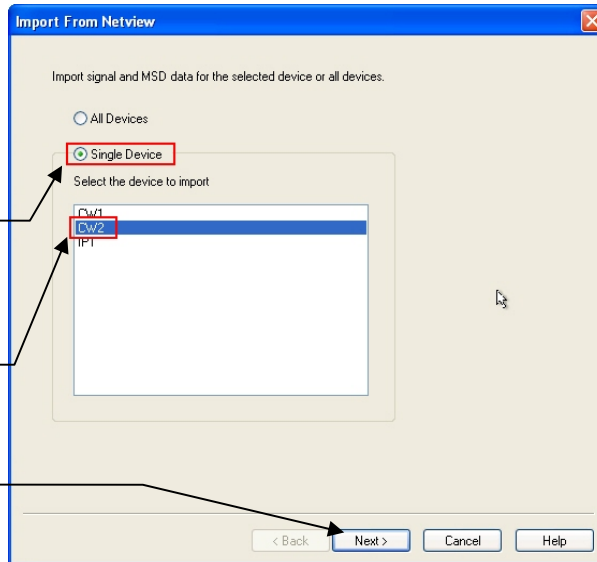 Import From Netview
Import signal and MSD data for the selected device or all devices.
All Devices
Single Device
Select the device to import
CW1
CW2
IP1
< Back
Next >
Cancel
Help